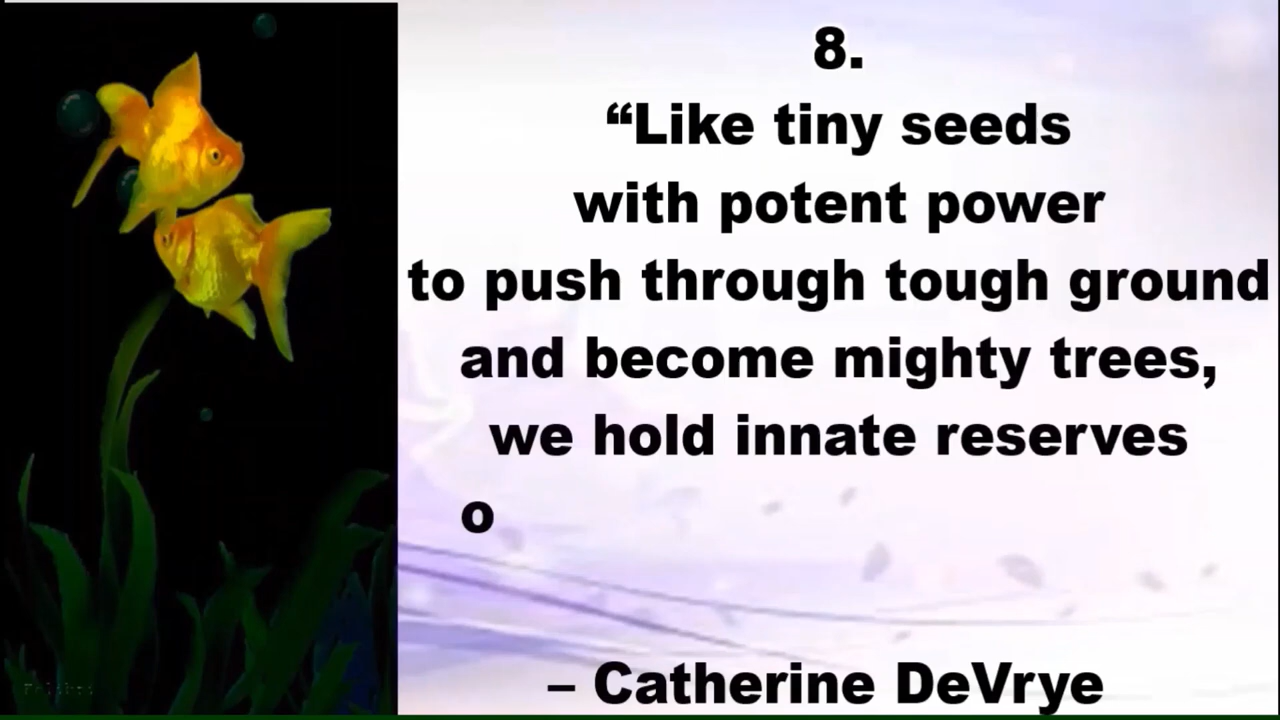 8.
“Like tiny seeds
with potent power
to push through tough ground
and become mighty trees,
we hold innate reserves
o
– Catherine DeVrye